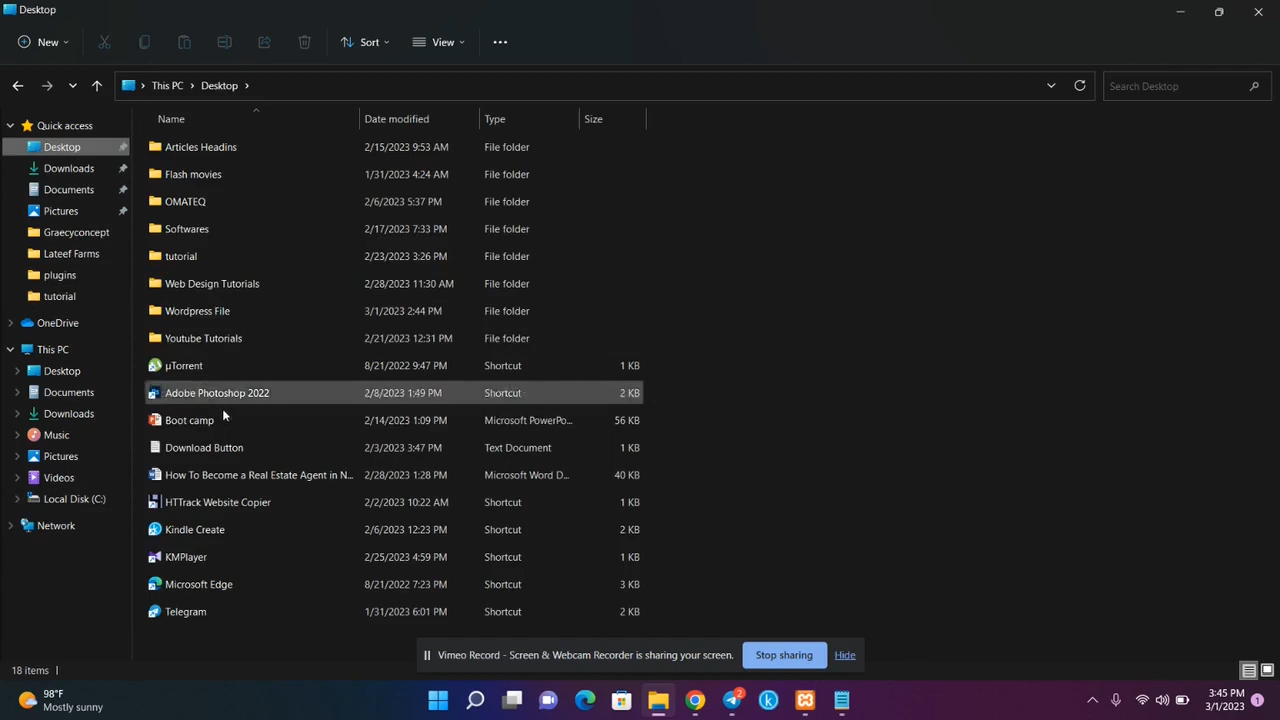 Desktop
New Sort View
This PC Desktop Search Desktop
Name Date modified Type Size
Quick access
Desktop
Downloads
Documents
Pictures
Graecyconcept
Lateef Farms
plugins
tutorial
OneDrive
This PC
Desktop
Documents
Downloads
Music
Pictures
Videos
Local Disk (C:)
Network
Articles Headins 2/15/2023 9:53 AM File folder
Flash movies 1/31/2023 4:24 AM File folder
OMATEQ 2/6/2023 5:37 PM File folder
Softwares 2/17/2023 7:33 PM File folder
tutorial 2/23/2023 3:26 PM File folder
Web Design Tutorials 2/28/2023 11:30 AM File folder
Wordpress File 3/1/2023 2:44 PM File folder
Youtube Tutorials 2/21/2023 12:31 PM File folder
µTorrent 8/21/2022 9:47 PM Shortcut 1 KB
Adobe Photoshop 2022 2/8/2023 1:49 PM Shortcut 2 KB
Boot camp 2/14/2023 1:09 PM Microsoft PowerPo... 56 KB
Download Button 2/3/2023 3:47 PM Text Document 1 KB
How To Become a Real Estate Agent in N... 2/28/2023 1:28 PM Microsoft Word D... 40 KB
HTTrack Website Copier 2/2/2023 10:22 AM Shortcut 1 KB
Kindle Create 2/6/2023 12:23 PM Shortcut 2 KB
KMPlayer 2/25/2023 4:59 PM Shortcut 1 KB
Microsoft Edge 8/21/2022 7:23 PM Shortcut 3 KB
Telegram 1/31/2023 6:01 PM Shortcut 2 KB
Vimeo Record - Screen & Webcam Recorder is sharing your screen. Stop sharing Hide
18 items
98°F
Mostly sunny
2
k
3:45 PM
3/1/2023
1